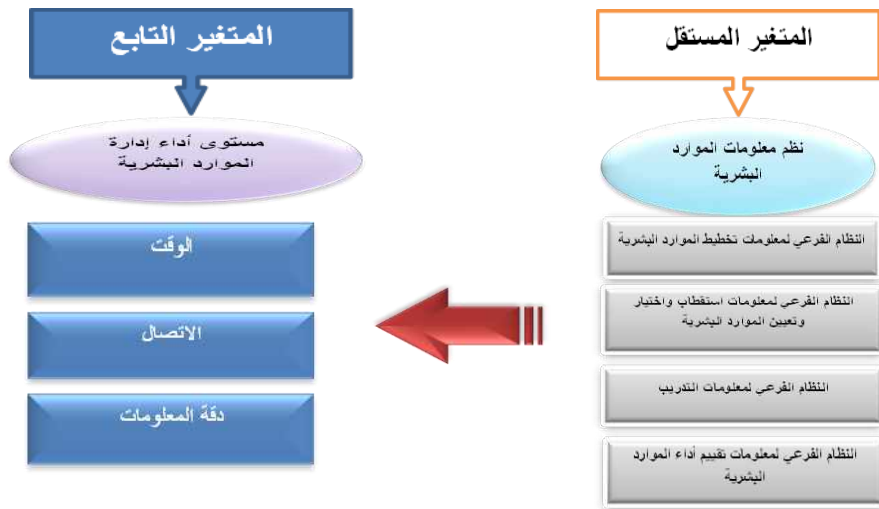 المتغير المستقل
نظم معلومات الموارد
البشرية
النظام الفرعي لمعلومات تخطيط الموارد البشرية
النظام الفرعي لمعلومات استقطاب واختيار
وتعيين الموارد البشرية
النظام الفرعي لمعلومات التدريب
النظام الفرعي لمعلومات تقييم أداء الموارد
البشرية
المتغير التابع
مستوى أداء إدارة
الموارد البشرية
الوقت
الاتصال
دقة المعلومات